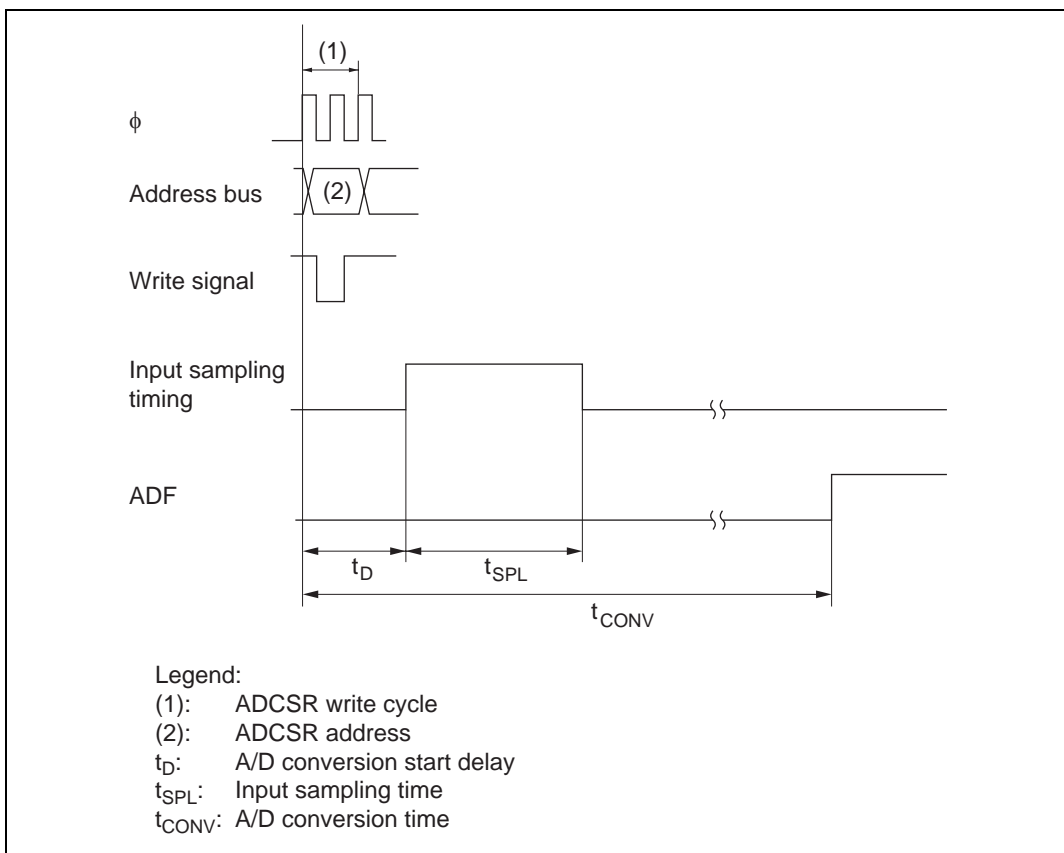 (1)
ϕ
Address bus
(2)
Write signal
Input sampling
timing
ADF
tD
tSPL
tCONV
Legend:
(1): ADCSR write cycle
(2): ADCSR address
tD: A/D conversion start delay
tSPL: Input sampling time
tCONV: A/D conversion time